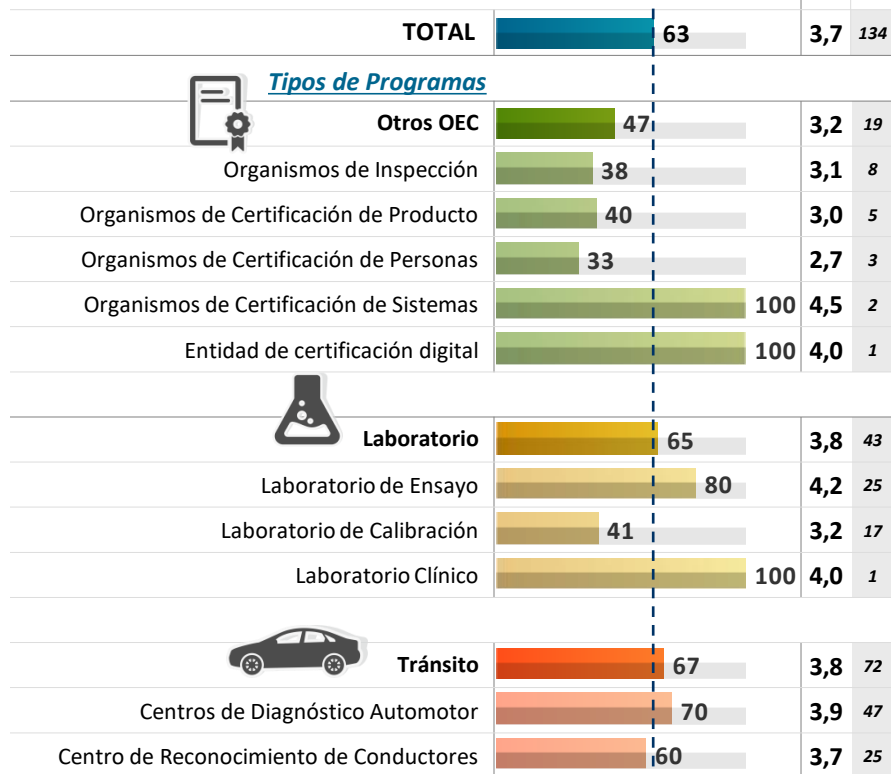 TOTAL 63 3,7 134
Tipos de Programas
Otros OEC 47 3,2 19
Organismos de Inspección 38 3,1 8
Organismos de Certificación de Producto 40 3,0 5
Organismos de Certificación de Personas 33 2,7 3
Organismos de Certificación de Sistemas 100 4,5 2
Entidad de certificación digital 100 4,0 1
Laboratorio 65 3,8 43
Laboratorio de Ensayo 80 4,2 25
Laboratorio de Calibración 41 3,2 17
Laboratorio Clínico 100 4,0 1
Tránsito 67 3,8 72
Centros de Diagnóstico Automotor 70 3,9 47
Centro de Reconocimiento de Conductores 60 3,7 25